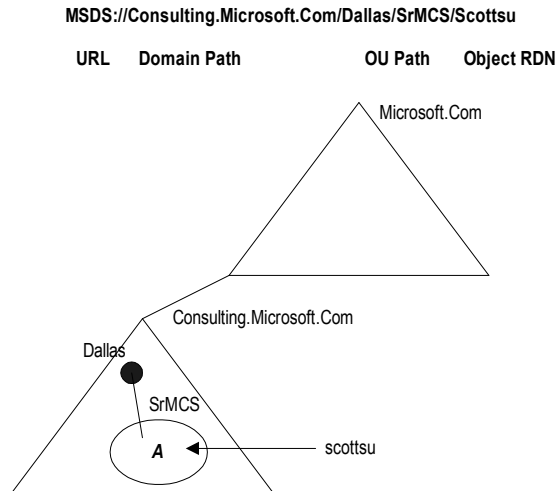 MSDS://Consulting.Microsoft.Com/Dallas/SrMCS/Scottsu
URL Domain Path OU Path Object RDN
Microsoft.Com
Consulting.Microsoft.Com
Dallas
SrMCS
A
scottsu